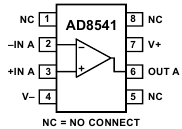 NC 1 AD8541 8 NC
–IN A 2 – 7 V+
+IN A 3 + 6 OUT A
V– 4 5 NC
NC = NO CONNECT